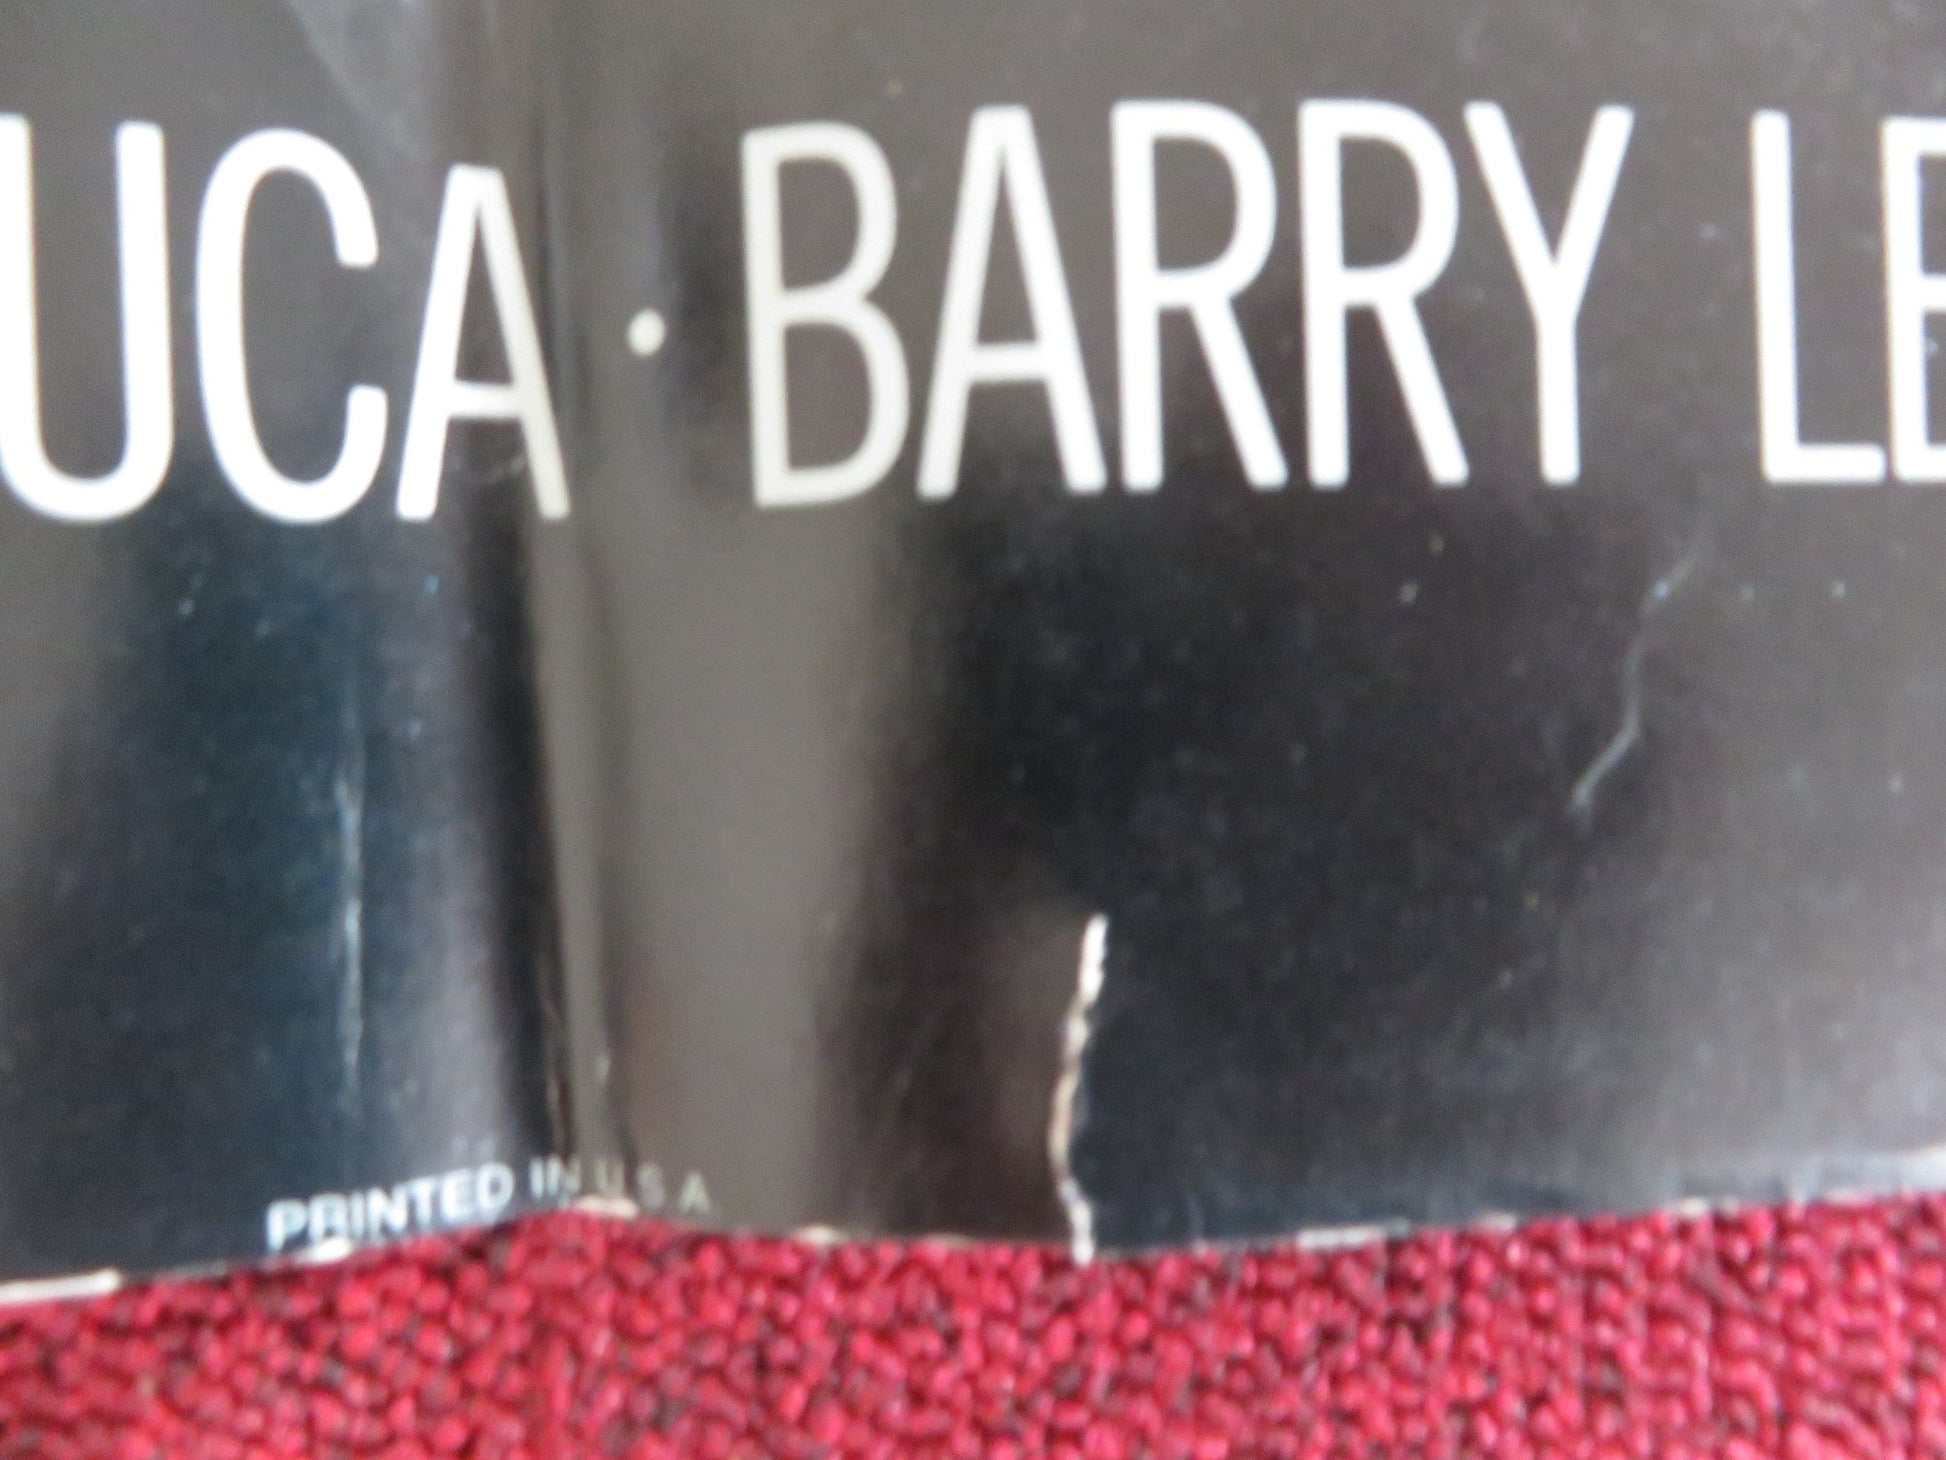 UCA · BARRY LE
PRINTED IN U S A